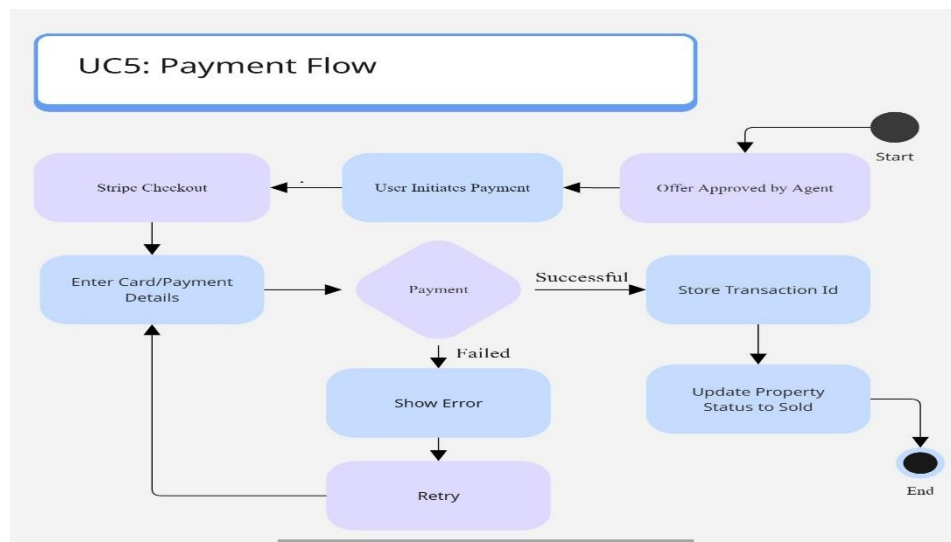 UC5: Payment Flow
Start
Stripe Checkout
User Initiates Payment
Offer Approved by Agent
Enter Card/Payment
Details
Payment
Successful
Store Transaction Id
Failed
Show Error
Update Property
Status to Sold
Retry
End